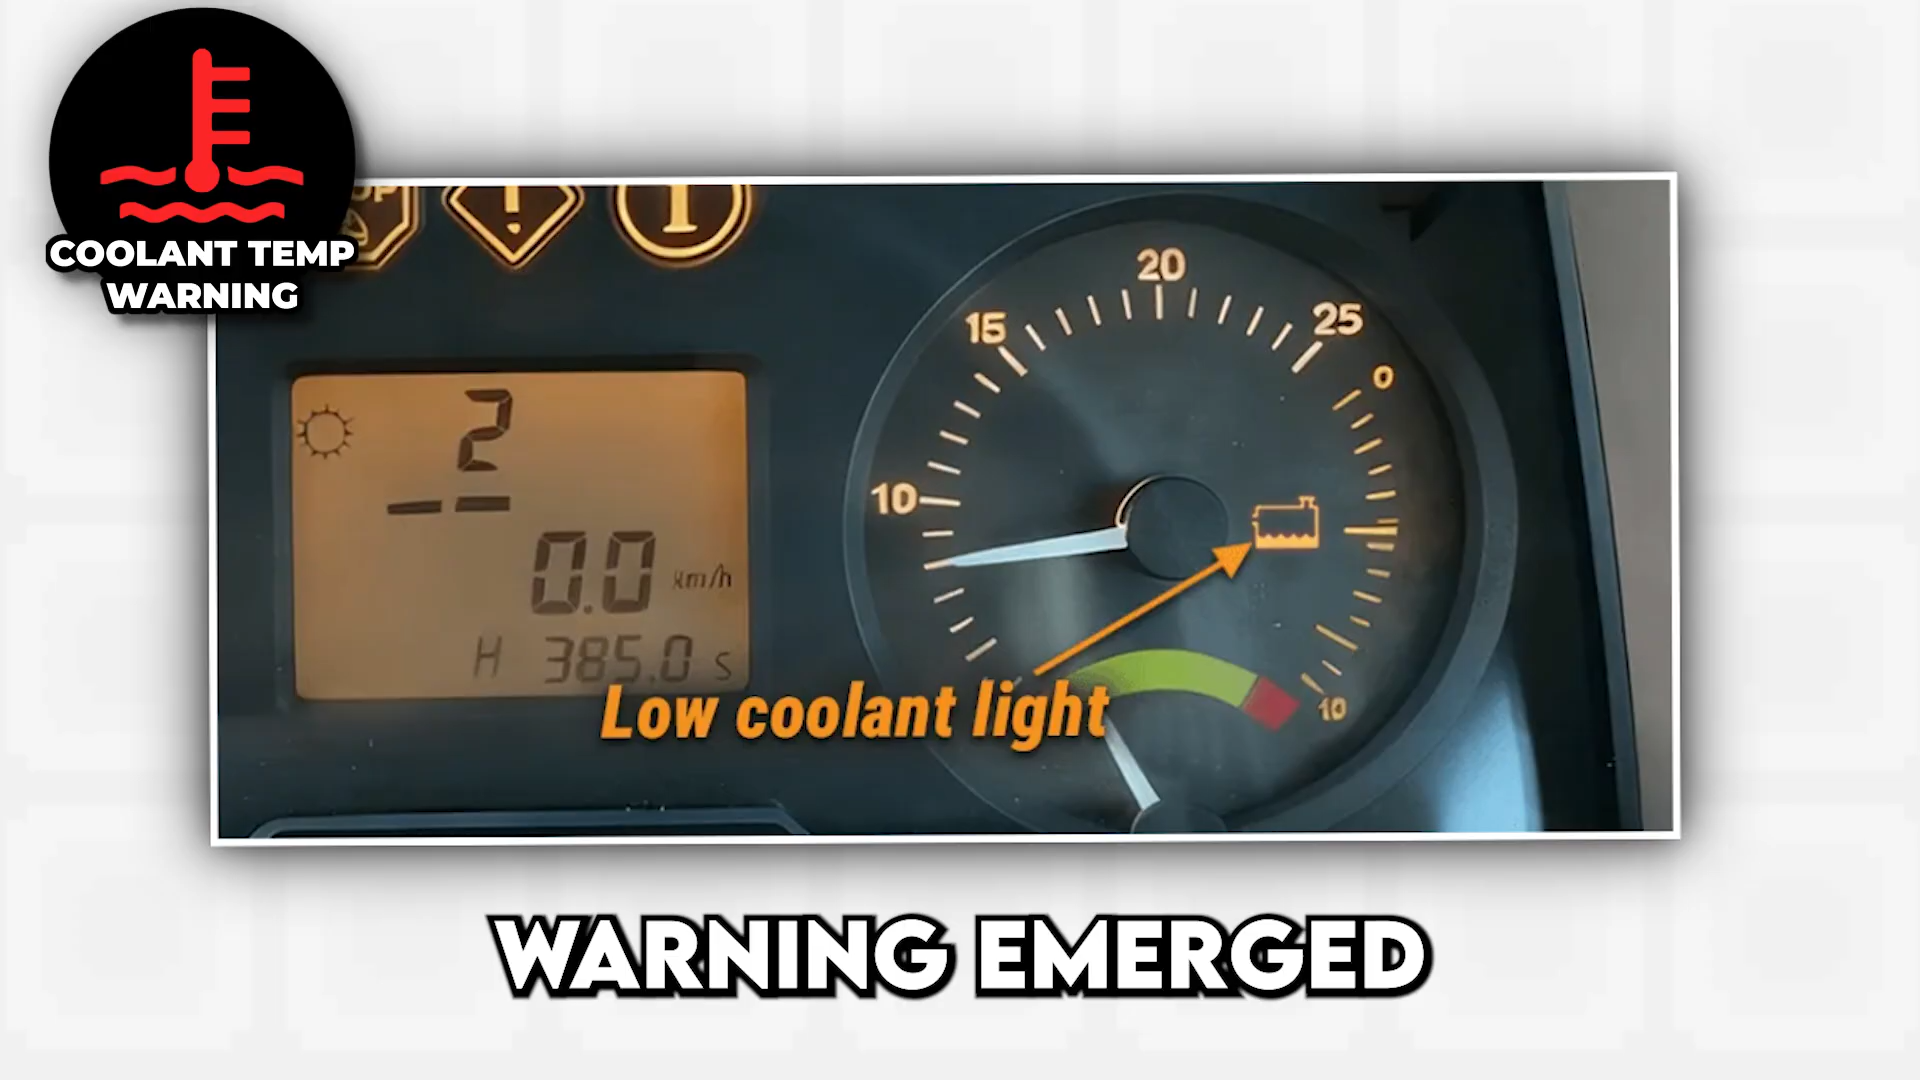 COOLANT TEMP
WARNING
20
15
25
0
10
2
0.0 km/h
H 385.0 s
10
Low coolant light
WARNING EMERGED